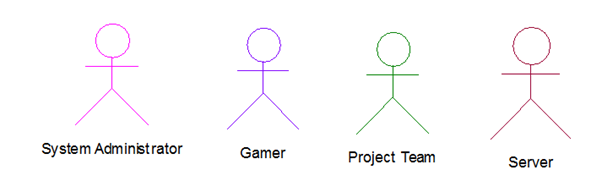 System Administrator
Gamer
Project Team
Server